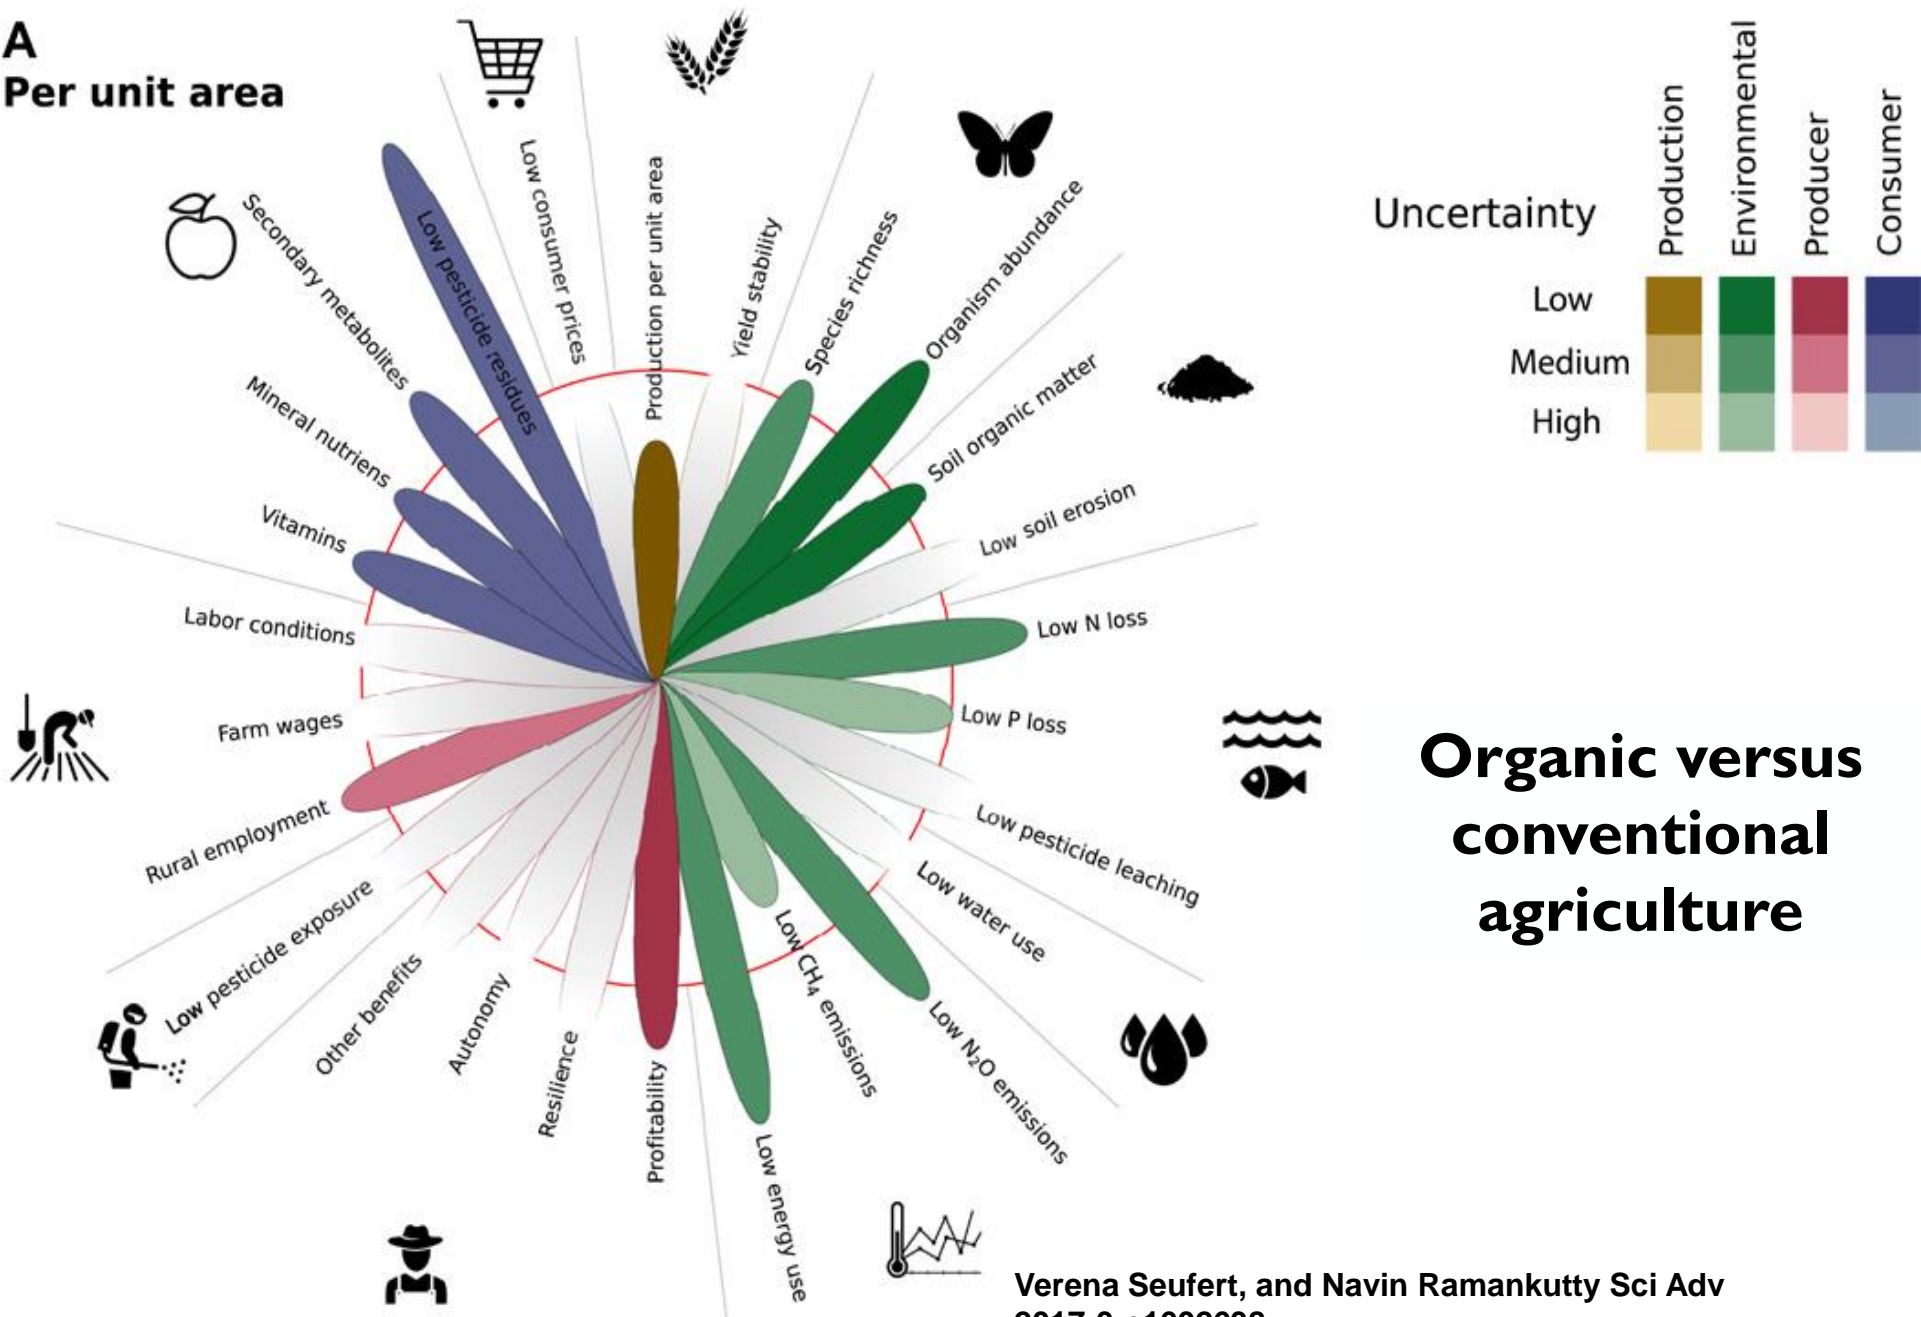 A
Per unit area
Low consumer prices
Production per unit area
Yield stability
Species richness
Organism abundance
Soil organic matter
Low soil erosion
Low N loss
Low P loss
Low pesticide leaching
Low water use
Low N₂O emissions
Low CH₄ emissions
Low energy use
Profitability
Resilience
Autonomy
Other benefits
Low pesticide exposure
Rural employment
Farm wages
Labor conditions
Vitamins
Mineral nutriens
Secondary metabolites
Low pesticide residues
Uncertainty
Production
Environmental
Producer
Consumer
Low
Medium
High
Organic versus
conventional
agriculture
Verena Seufert, and Navin Ramankutty Sci Adv